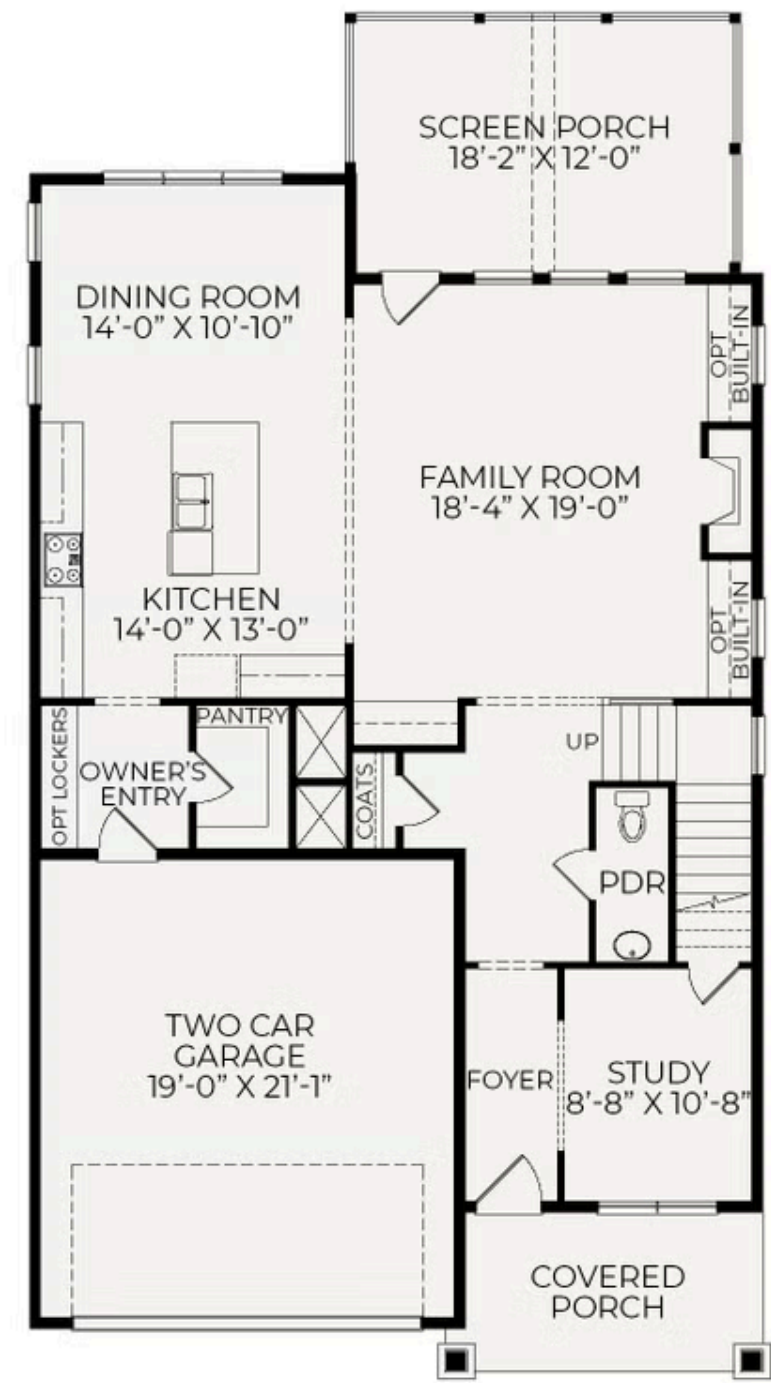 SCREEN PORCH
18'-2" X 12'-0"
DINING ROOM
14'-0" X 10'-10"
OPT
BUILT-IN
FAMILY ROOM
18'-4" X 19'-0"
KITCHEN
14'-0" X 13'-0"
OPT
BUILT-IN
OPT LOCKERS
OWNER'S
ENTRY
PANTRY
COATS
UP
PDR
TWO CAR
GARAGE
19'-0" X 21'-1"
FOYER
STUDY
8'-8" X 10'-8"
COVERED
PORCH